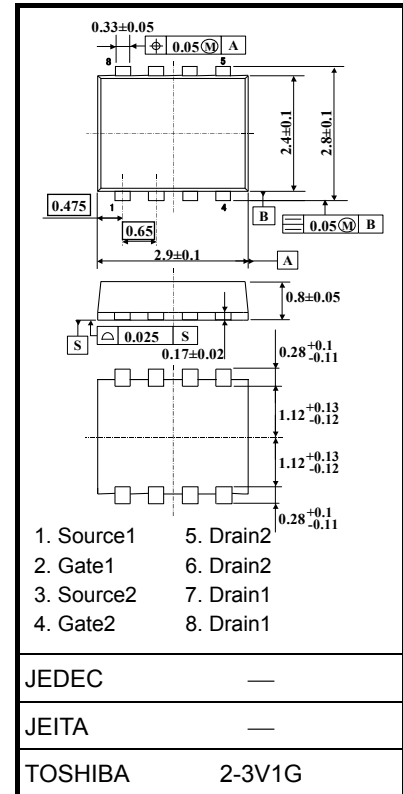 0.33±0.05
⌖ 0.05Ⓜ A
8 5
2.4±0.1
2.8±0.1
0.475
1 4
B
0.65
⌯ 0.05Ⓜ B
2.9±0.1
A
0.8±0.05
S
⌓ 0.025 S
0.17±0.02
0.28 +0.1 -0.11
1.12 +0.13 -0.12
1.12 +0.13 -0.12
0.28 +0.1 -0.11
1. Source1 5. Drain2
2. Gate1 6. Drain2
3. Source2 7. Drain1
4. Gate2 8. Drain1
JEDEC —
JEITA —
TOSHIBA 2-3V1G